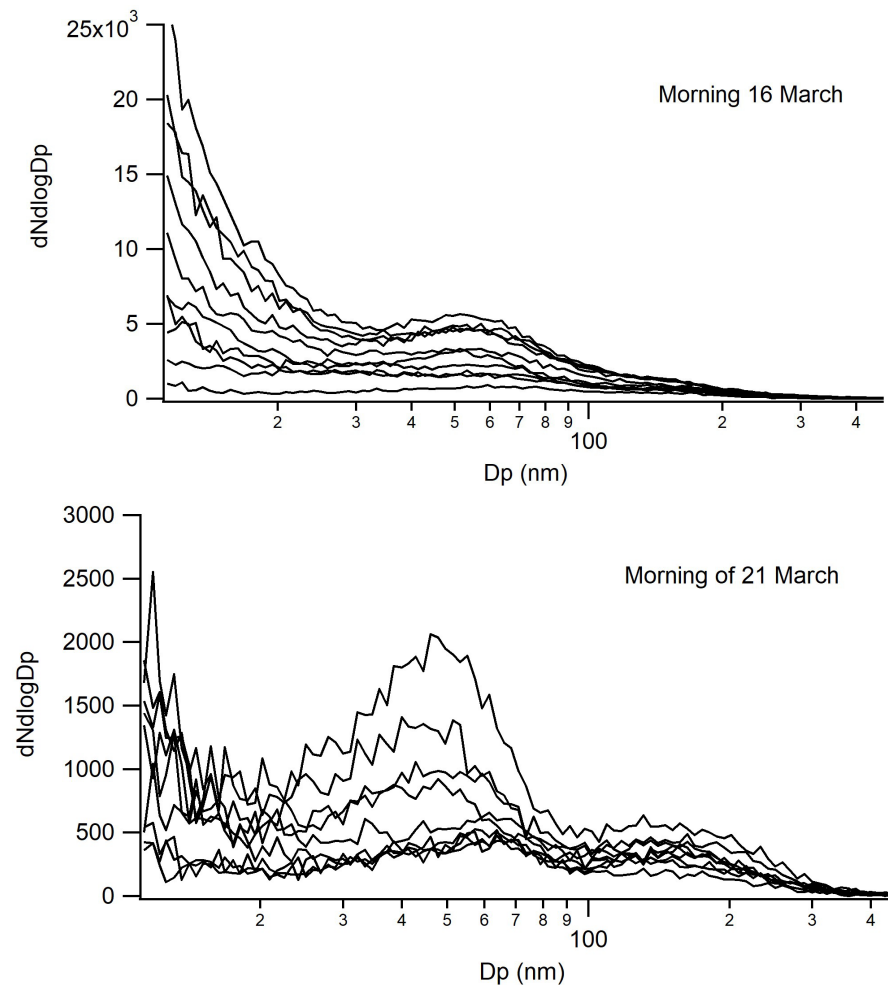 25x10³
20
15
10
5
0
dNdlogDp
Morning 16 March
2 3 4 5 6 7 8 9 100 2 3 4
Dp (nm)
3000
2500
2000
1500
1000
500
0
dNdlogDp
Morning of 21 March
2 3 4 5 6 7 8 9 100 2 3 4
Dp (nm)